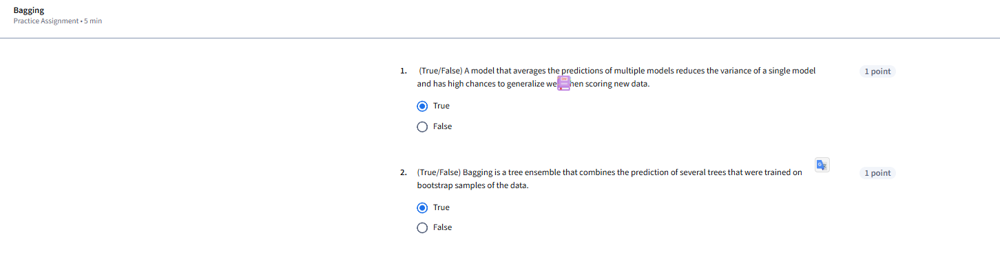 Bagging
Practice Assignment • 5 min
1. (True/False) A model that averages the predictions of multiple models reduces the variance of a single model
1 point
and has high chances to generalize we hen scoring new data.
True
False
2. (True/False) Bagging is a tree ensemble that combines the prediction of several trees that were trained on
1 point
bootstrap samples of the data.
True
False